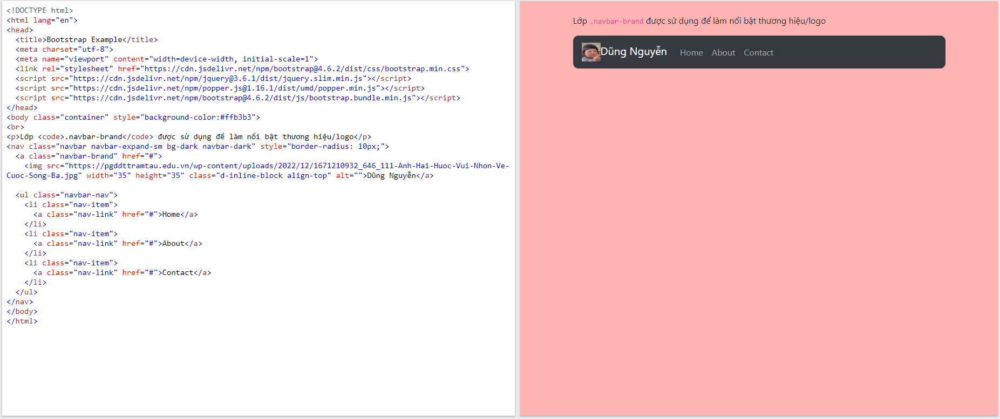 <!DOCTYPE html>
<html lang="en">
<head>
  <title>Bootstrap Example</title>
  <meta charset="utf-8">
  <meta name="viewport" content="width=device-width, initial-scale=1">
  <link rel="stylesheet" href="https://cdn.jsdelivr.net/npm/bootstrap@4.6.2/dist/css/bootstrap.min.css">
  <script src="https://cdn.jsdelivr.net/npm/jquery@3.6.1/dist/jquery.slim.min.js"></script>
  <script src="https://cdn.jsdelivr.net/npm/popper.js@1.16.1/dist/umd/popper.min.js"></script>
  <script src="https://cdn.jsdelivr.net/npm/bootstrap@4.6.2/dist/js/bootstrap.bundle.min.js"></script>
</head>
<body class="container" style="background-color:#ffb3b3">
<br>
<p>Lớp <code>.navbar-brand</code> được sử dụng để làm nổi bật thương hiệu/logo</p>
<nav class="navbar navbar-expand-sm bg-dark navbar-dark" style="border-radius: 10px;">
  <a class="navbar-brand" href="#">
    <img src="https://pgddttramtau.edu.vn/wp-content/uploads/2022/12/1671210932_646_111-Anh-Hai-Huoc-Vui-Nhon-Ve-
Cuoc-Song-Ba.jpg" width="35" height="35" class="d-inline-block align-top" alt="">Dũng Nguyễn</a>
  <ul class="navbar-nav">
    <li class="nav-item">
      <a class="nav-link" href="#">Home</a>
    </li>
    <li class="nav-item">
      <a class="nav-link" href="#">About</a>
    </li>
    <li class="nav-item">
      <a class="nav-link" href="#">Contact</a>
    </li>
  </ul>
</nav>
</body>
</html>
Lớp .navbar-brand được sử dụng để làm nổi bật thương hiệu/logo
Dũng Nguyễn Home About Contact